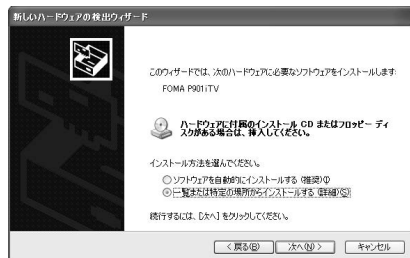 新しいハードウェアの検出ウィザード
このウィザードでは、次のハードウェアに必要なソフトウェアをインストールします:
FOMA P901iTV
ハードウェアに付属のインストール CD またはフロッピー ディ
スクがある場合は、挿入してください。
インストール方法を選んでください。
ソフトウェアを自動的にインストールする (推奨)(I)
一覧または特定の場所からインストールする (詳細)(S)
続行するには、[次へ] をクリックしてください。
< 戻る(B) 次へ(N) > キャンセル